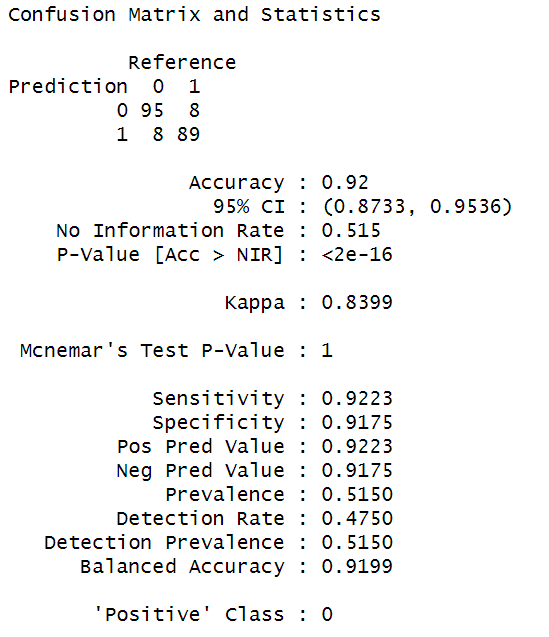 Confusion Matrix and Statistics
Reference
Prediction 0 1
0 95 8
1 8 89
Accuracy : 0.92
95% CI : (0.8733, 0.9536)
No Information Rate : 0.515
P-Value [Acc > NIR] : <2e-16
Kappa : 0.8399
Mcnemar's Test P-Value : 1
Sensitivity : 0.9223
Specificity : 0.9175
Pos Pred Value : 0.9223
Neg Pred Value : 0.9175
Prevalence : 0.5150
Detection Rate : 0.4750
Detection Prevalence : 0.5150
Balanced Accuracy : 0.9199
'Positive' Class : 0